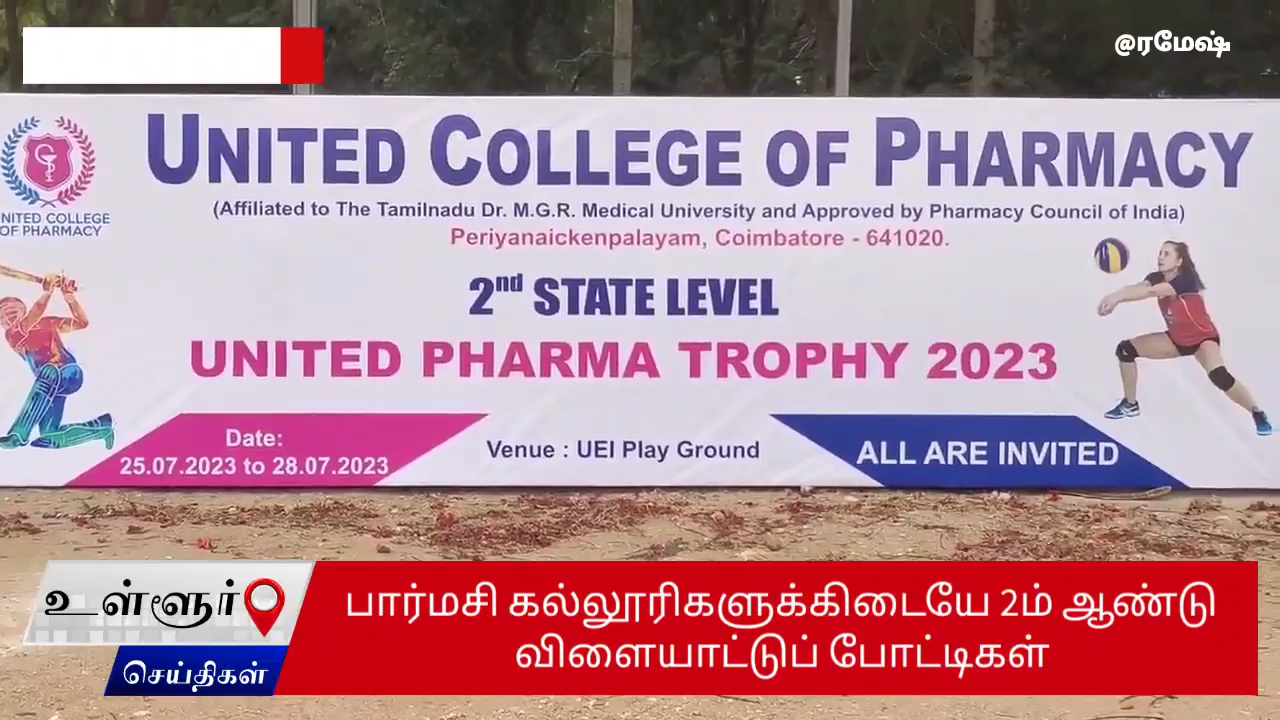 @ரமேஷ்
UNITED COLLEGE OF PHARMACY
(Affiliated to The Tamilnadu Dr. M.G.R. Medical University and Approved by Pharmacy Council of India)
Periyanaickenpalayam, Coimbatore - 641020.
UNITED COLLEGE
OF PHARMACY
2nd STATE LEVEL
UNITED PHARMA TROPHY 2023
Date:
25.07.2023 to 28.07.2023
Venue : UEI Play Ground
ALL ARE INVITED
உள்ளூர்
செய்திகள்
பார்மசி கல்லூரிகளுக்கிடையே 2ம் ஆண்டு
விளையாட்டுப் போட்டிகள்